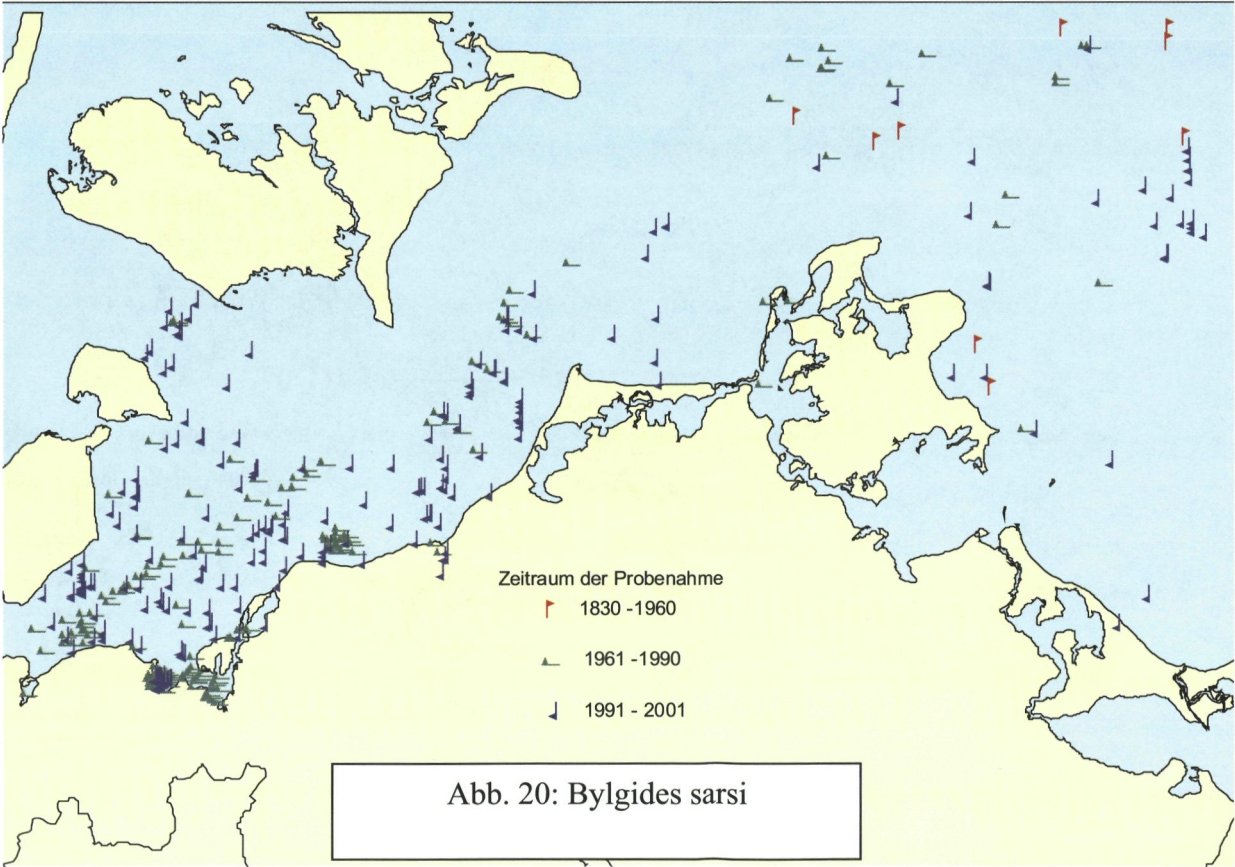 Zeitraum der Probenahme
1830 -1960
1961 -1990
1991 - 2001
Abb. 20: Bylgides sarsi